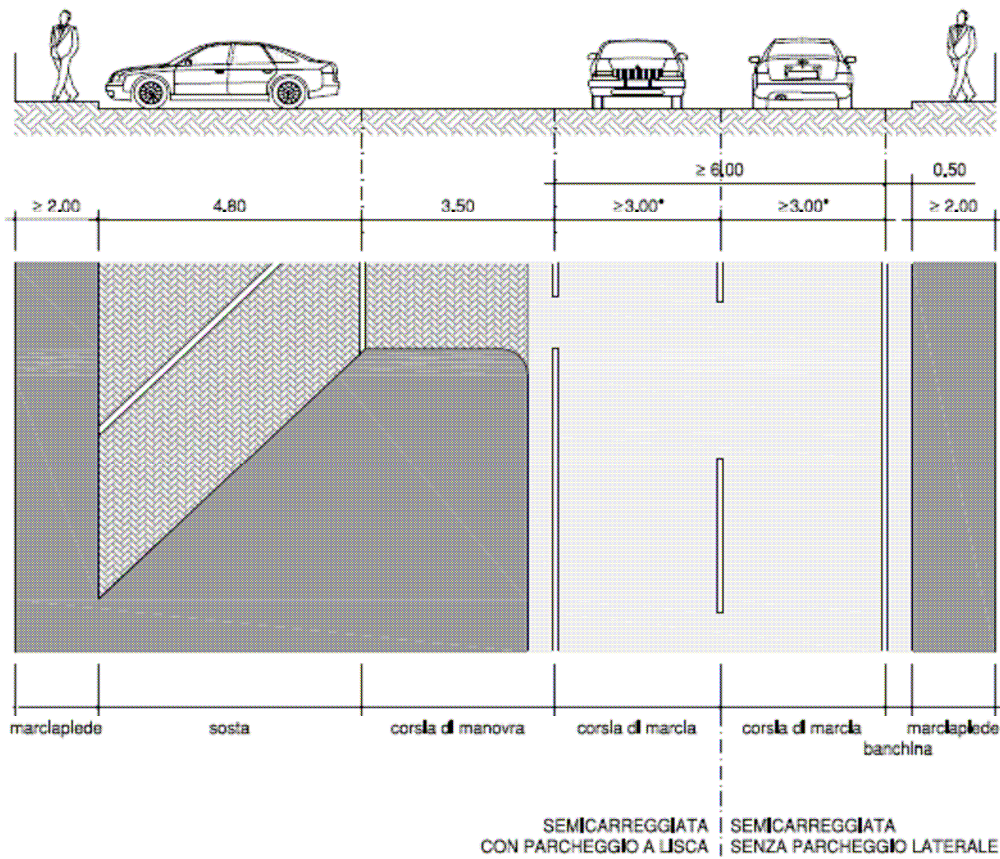 ≥ 6.00 0.50
≥ 2.00 4.80 3.50 ≥3.00* ≥3.00* ≥ 2.00
marciapiede sosta corsia di manovra corsia di marcia corsia di marcia marciapiede
banchina
SEMICARREGGIATA SEMICARREGGIATA
CON PARCHEGGIO A LISCA SENZA PARCHEGGIO LATERALE